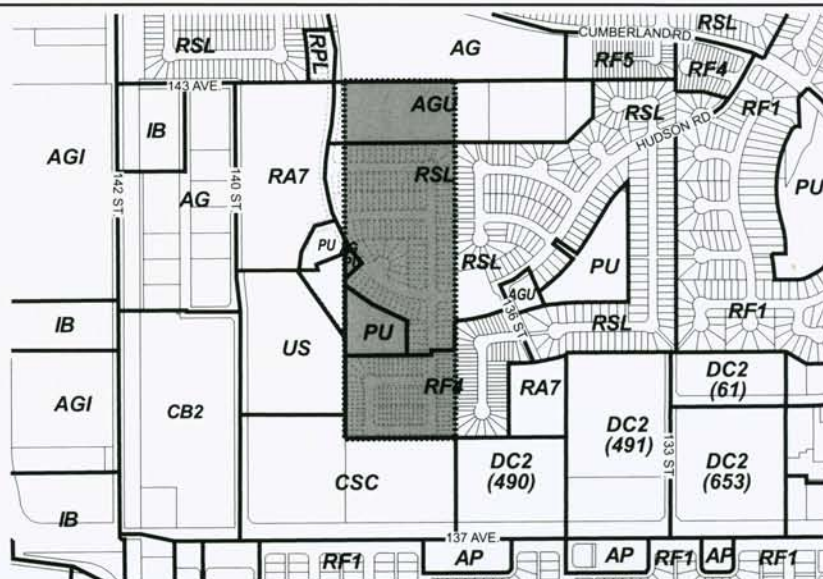 RSL
CUMBERLAND RD.
RSL
RPL
AG
RF5
RF4
143 AVE.
AGU
RSL
HUDSON RD.
RF1
IB
AGI
142 ST.
AG
140 ST.
RA7
RSL
PU
PU
RSL
PU
AGU
RF1
IB
US
PU
136 ST.
RSL
AGI
CB2
RF4
RA7
DC2
(61)
DC2
(491)
133 ST.
CSC
DC2
(490)
DC2
(653)
IB
137 AVE.
RF1
AP
AP
RF1
AP
RF1